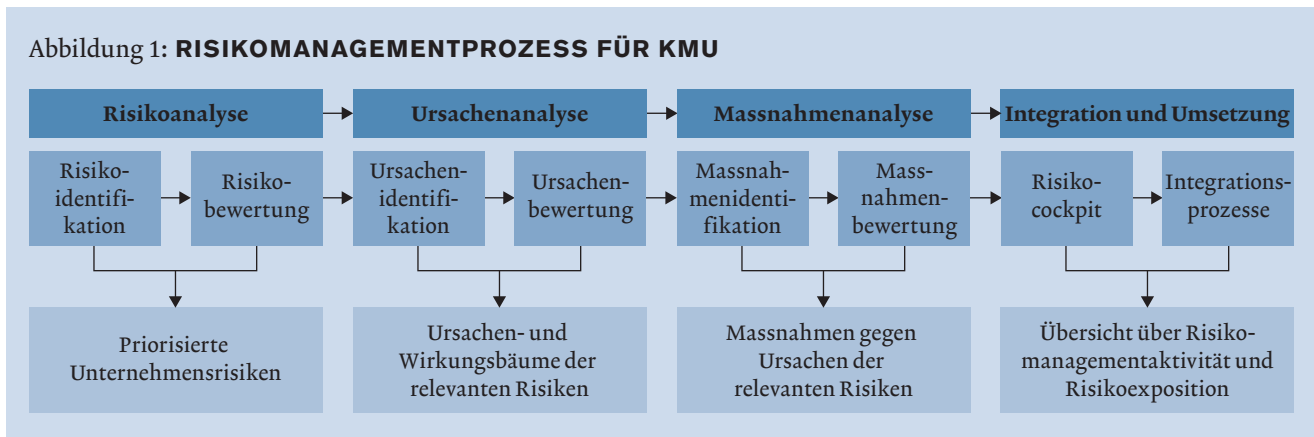 Abbildung 1: RISIKOMANAGEMENTPROZESS FÜR KMU
Risikoanalyse
Ursachenanalyse
Massnahmenanalyse
Integration und Umsetzung
Risiko-
identifi-
kation
Risiko-
bewertung
Ursachen-
identifi-
kation
Ursachen-
bewertung
Massnah-
menidenti-
fikation
Mass-
nahmen-
bewertung
Risiko-
cockpit
Integrations-
prozesse
Priorisierte
Unternehmensrisiken
Ursachen- und
Wirkungsbäume der
relevanten Risiken
Massnahmen gegen
Ursachen der
relevanten Risiken
Übersicht über Risiko-
managementaktivität und
Risikoexposition